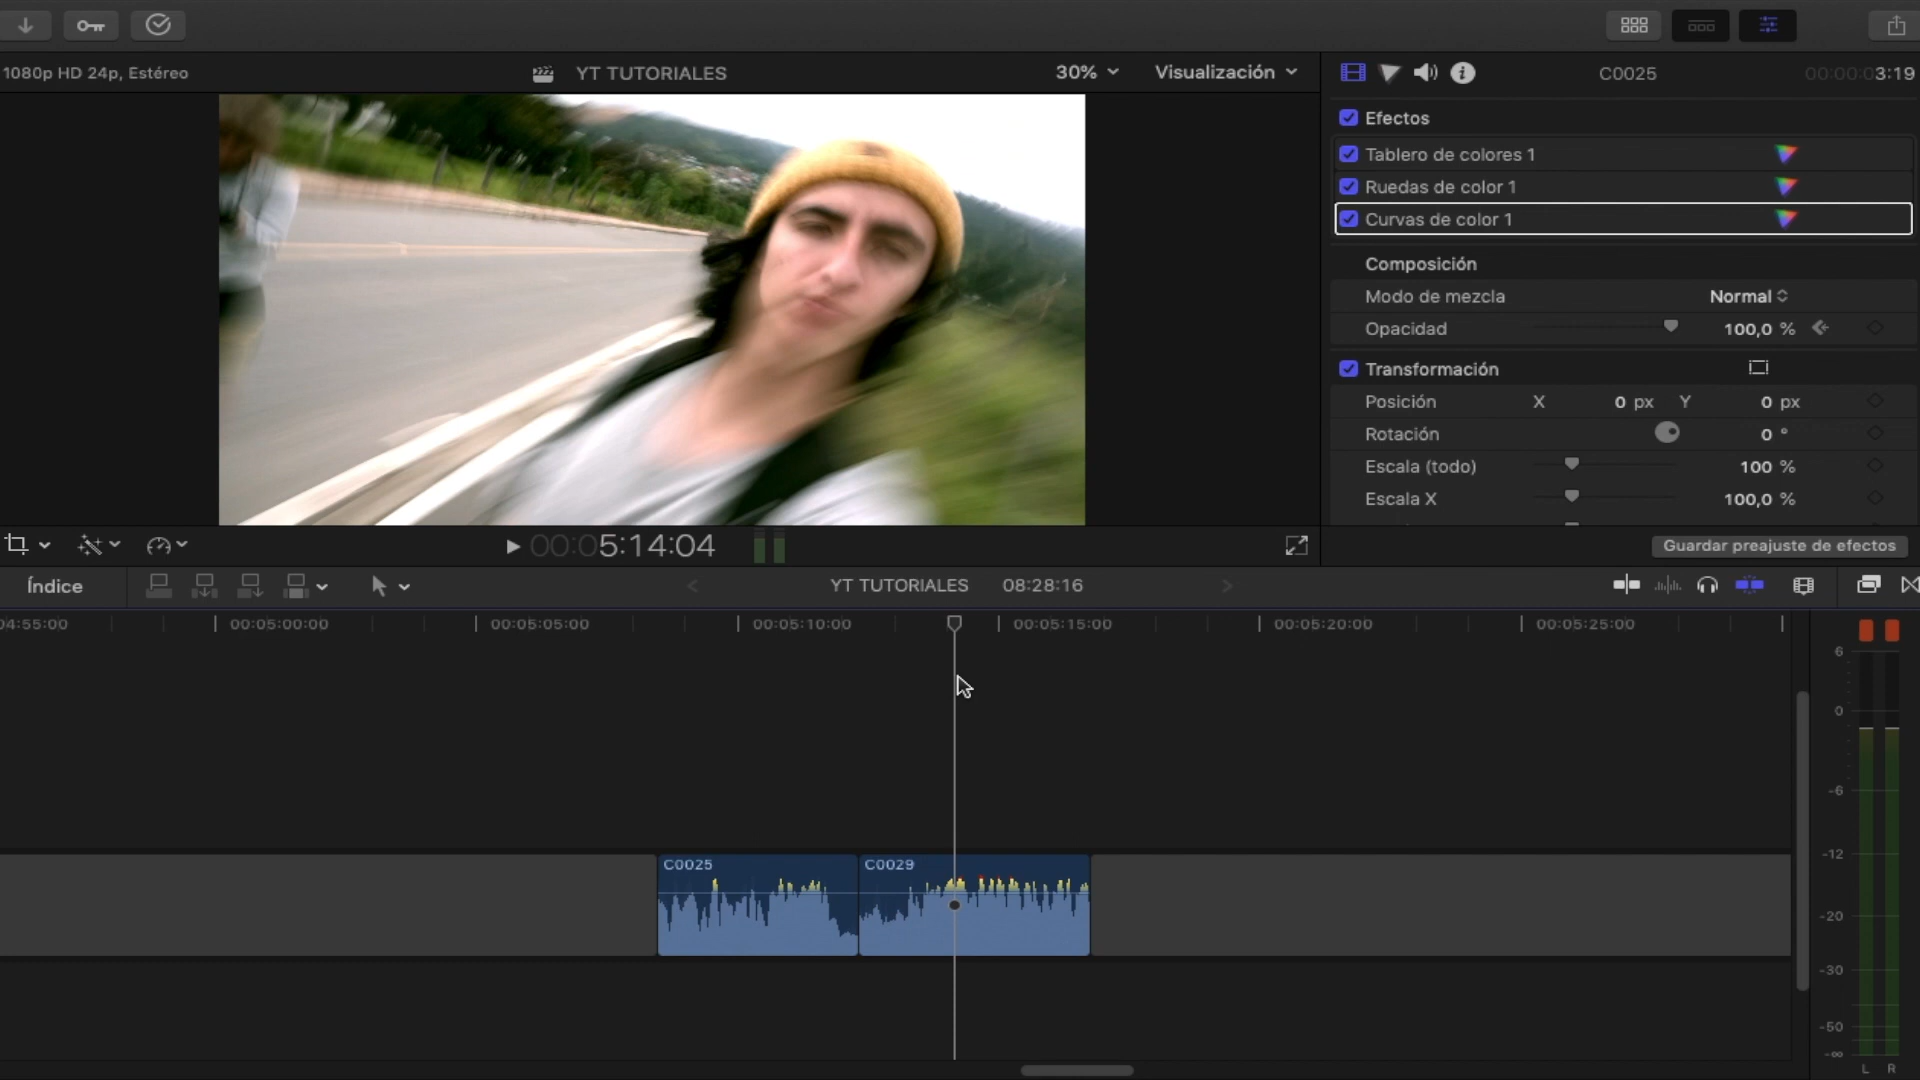 1080p HD 24p, Estéreo
YT TUTORIALES
30%
Visualización
C0025
00:00:03:19
Efectos
Tablero de colores 1
Ruedas de color 1
Curvas de color 1
Composición
Modo de mezcla
Normal
Opacidad
100,0 %
Transformación
Posición X 0 px Y 0 px
Rotación 0 °
Escala (todo) 100 %
Escala X 100,0 %
00:05:14:04
Guardar preajuste de efectos
Índice
YT TUTORIALES
08:28:16
04:55:00
00:05:00:00
00:05:05:00
00:05:10:00
00:05:15:00
00:05:20:00
00:05:25:00
6
0
-6
-12
-20
-30
-50
-∞
L R
C0025
C0029